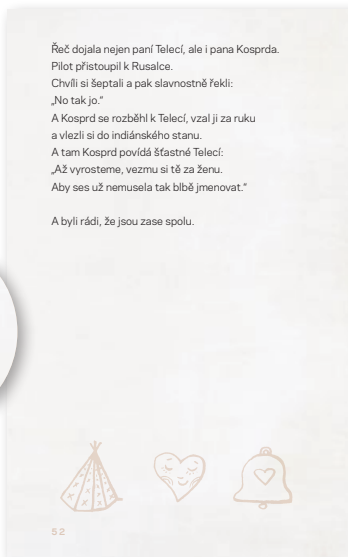 Řeč dojala nejen paní Telecí, ale i pana Kosprda.
Pilot přistoupil k Rusalce.
Chvíli si šeptali a pak slavnostně řekli:
„No tak jo."
A Kosprd se rozběhl k Telecí, vzal ji za ruku
a vlezli si do indiánského stanu.
A tam Kosprd povídá šťastné Telecí:
„Až vyrosteme, vezmu si tě za ženu.
Aby ses už nemusela tak blbě jmenovat."
A byli rádi, že jsou zase spolu.
52